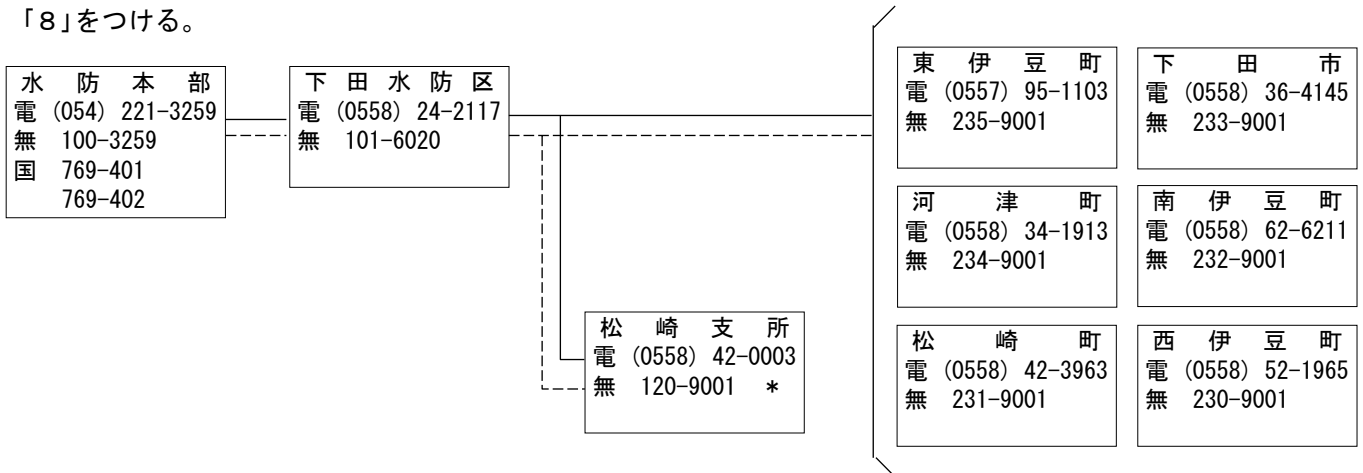 「８」をつける。
水防本部
電 (054) 221-3259
無 100-3259
国 769-401
769-402
下田水防区
電 (0558) 24-2117
無 101-6020
松崎支所
電 (0558) 42-0003
無 120-9001 *
東伊豆町
電 (0557) 95-1103
無 235-9001
下田市
電 (0558) 36-4145
無 233-9001
河津町
電 (0558) 34-1913
無 234-9001
南伊豆町
電 (0558) 62-6211
無 232-9001
松崎町
電 (0558) 42-3963
無 231-9001
西伊豆町
電 (0558) 52-1965
無 230-9001